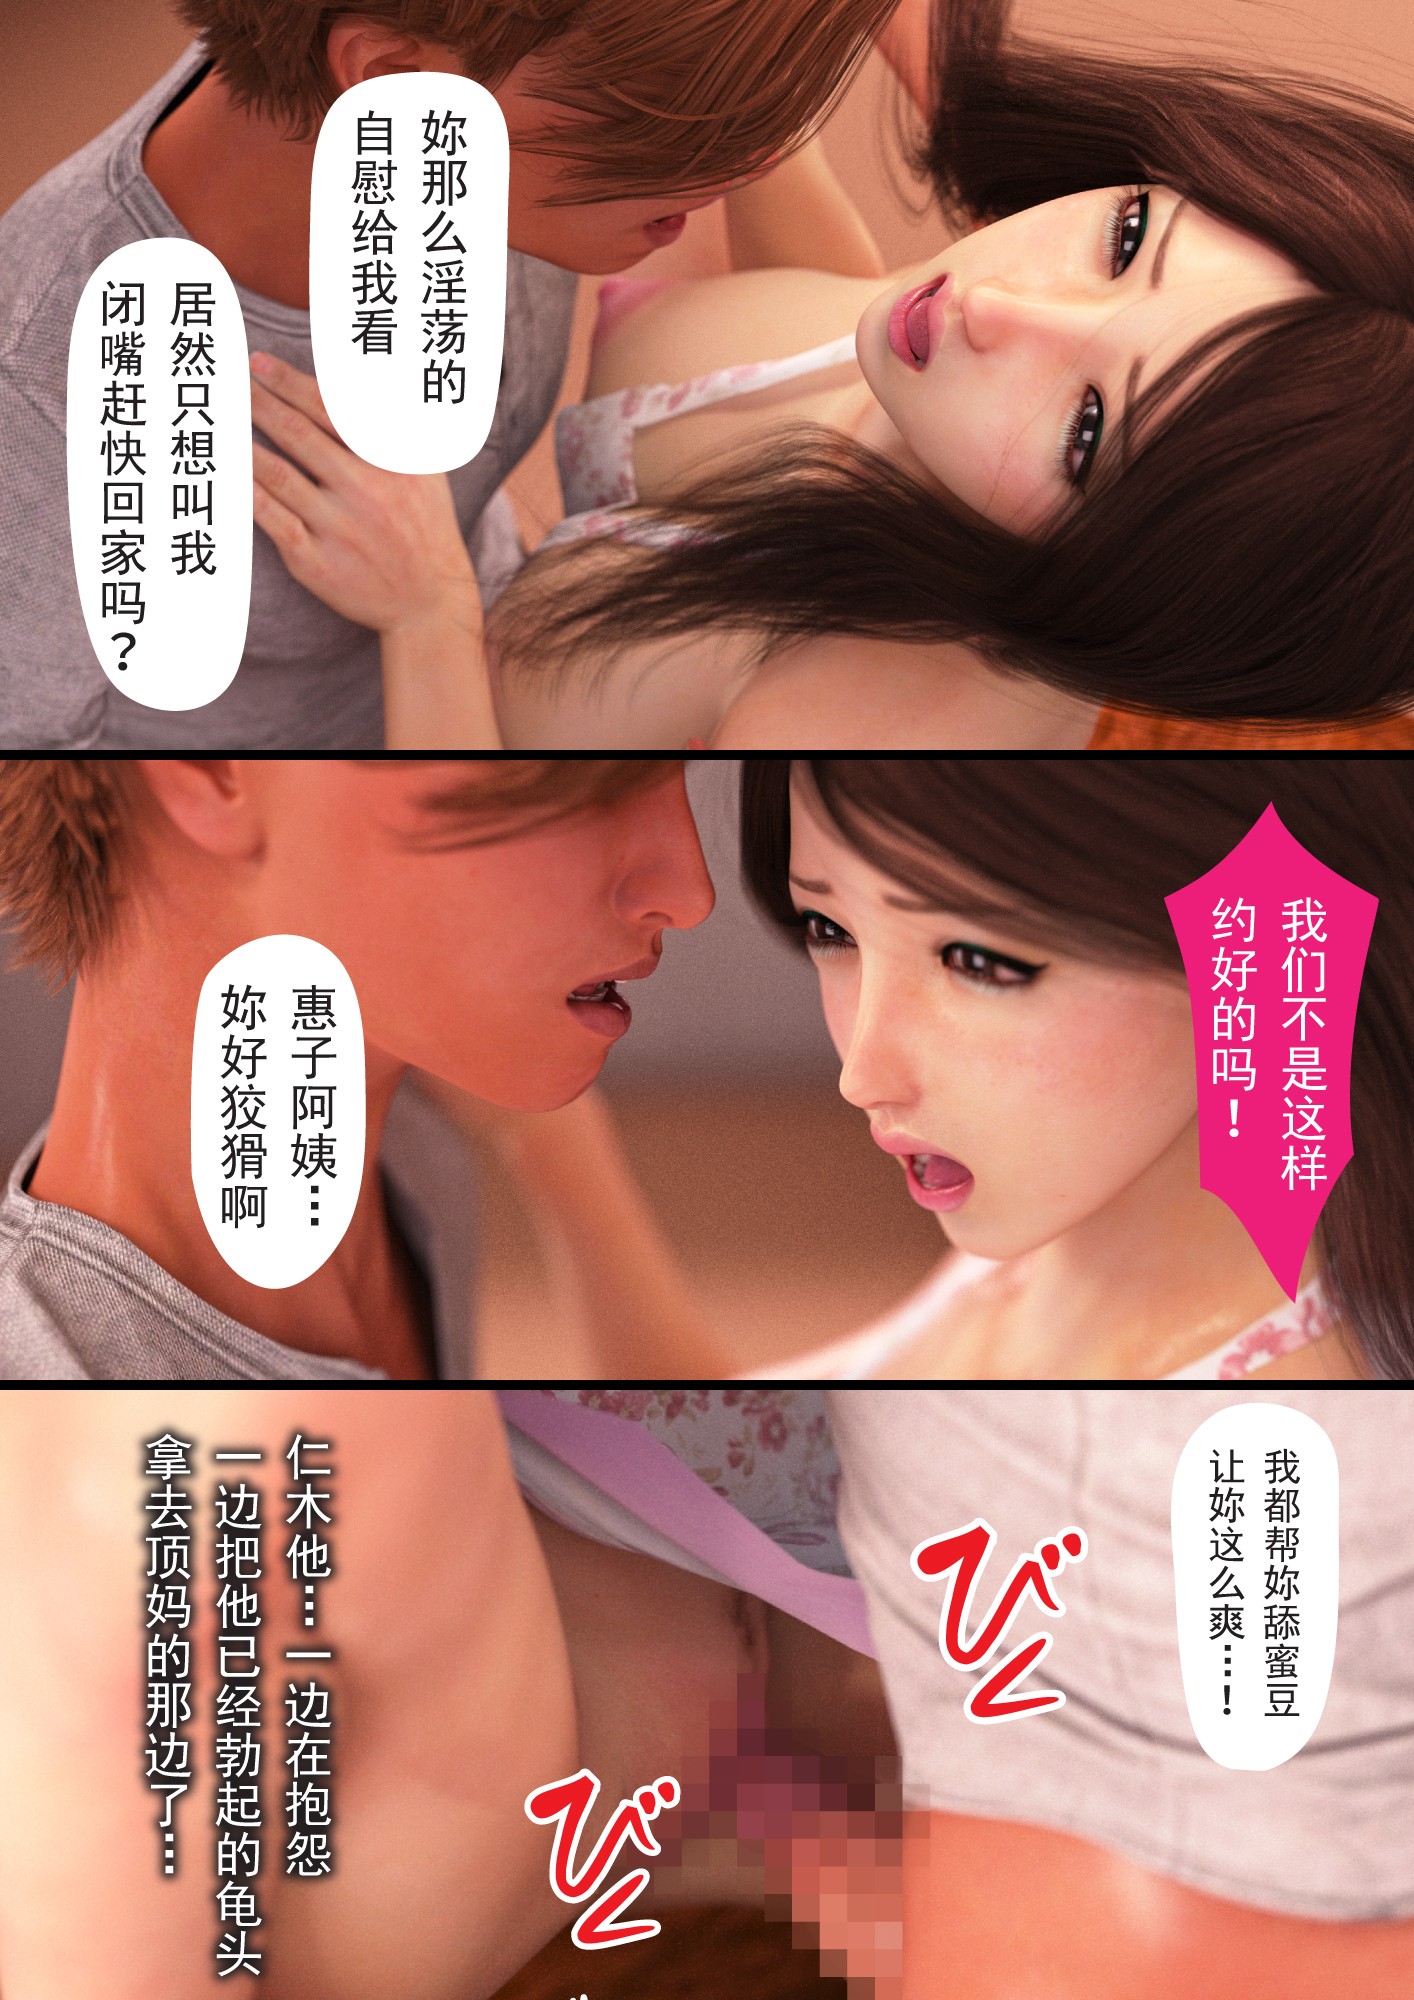 妳那么淫荡的
自慰给我看
居然只想叫我
闭嘴赶快回家吗？
我们不是这样
约好的吗！
惠子阿姨…
妳好狡猾啊
我都帮妳舔蜜豆
让妳这么爽…！
びく
びく
仁木他…一边在抱怨
一边把他已经勃起的龟头
拿去顶妈的那边了…